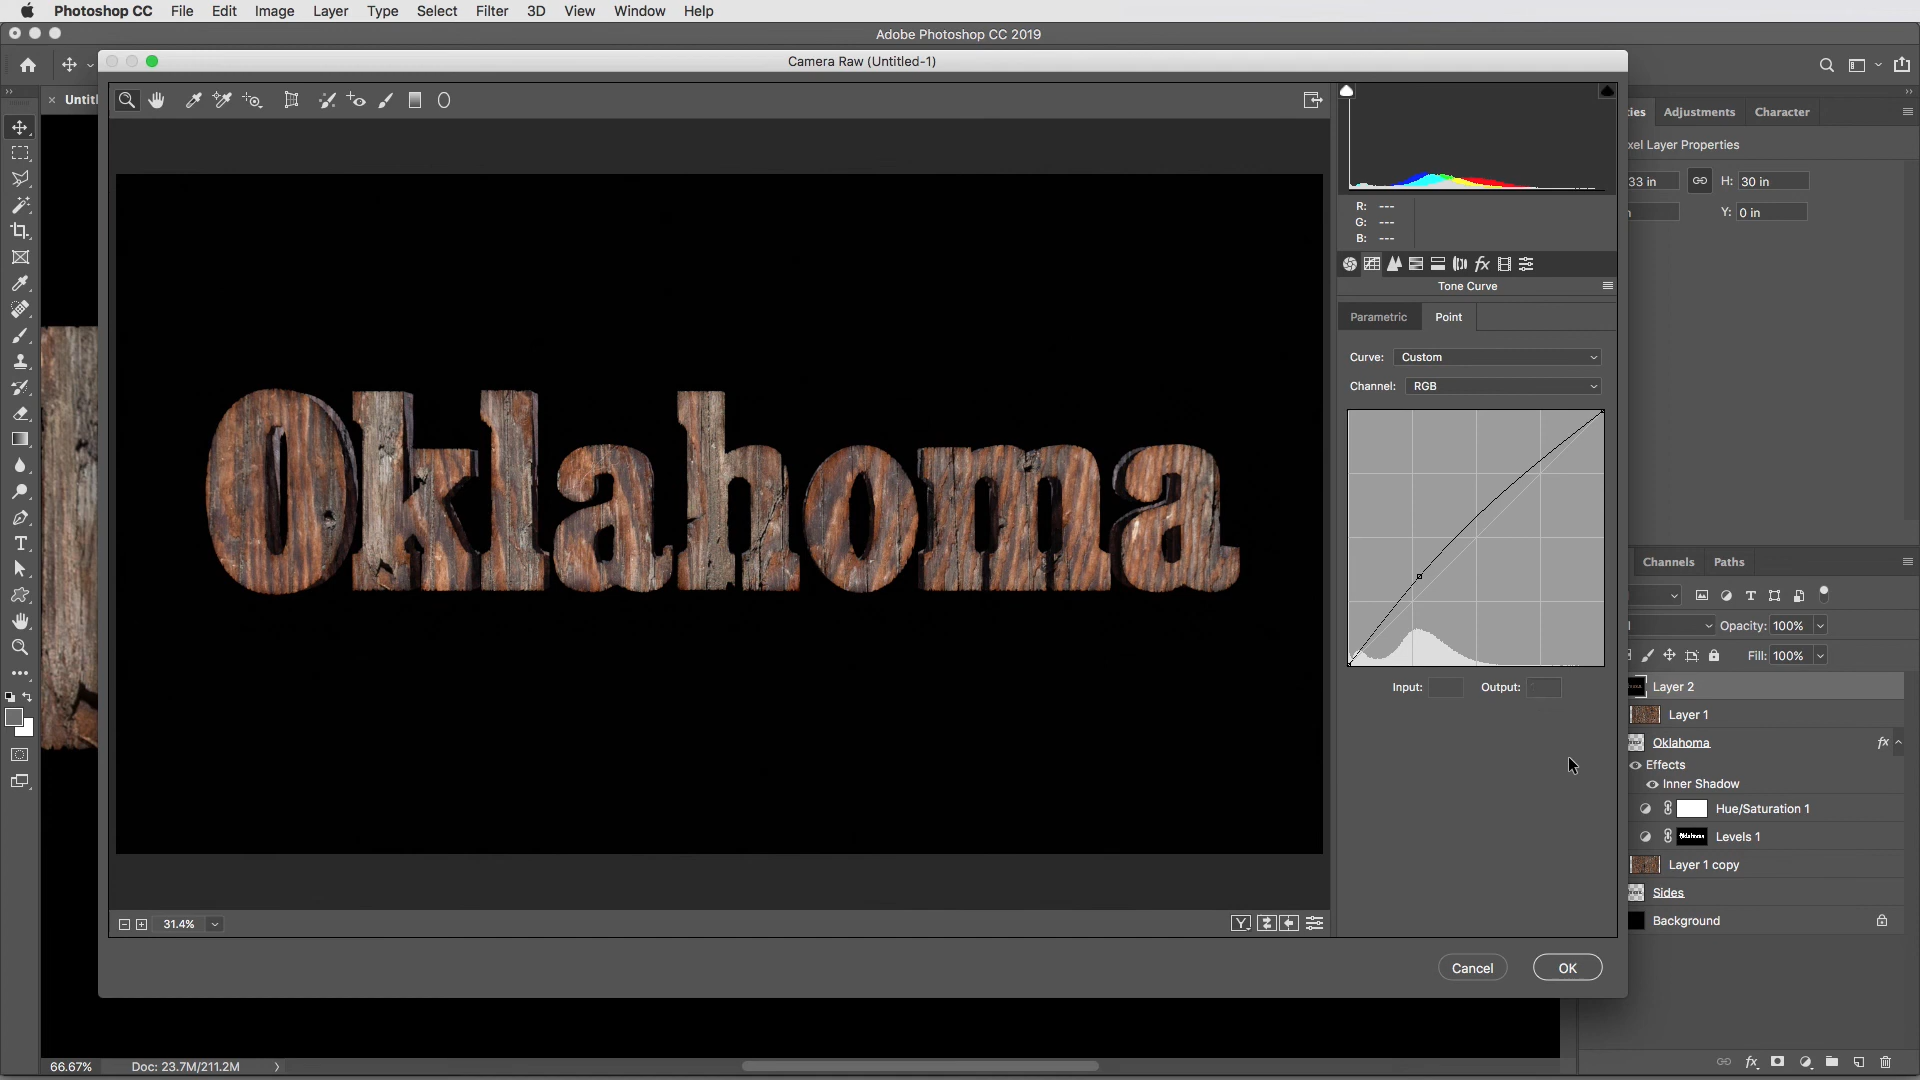 Photoshop CC File Edit Image Layer Type Select Filter 3D View Window Help
Adobe Photoshop CC 2019
Camera Raw (Untitled-1)
Adjustments Character
H: 30 in
33 in
Y: 0 in
R: ---
G: ---
B: ---
Tone Curve
Parametric Point
Curve: Custom
Channel: RGB
Input: Output:
Oklahoma
31.4%
Cancel OK
xel Layer Properties
Channels Paths
Opacity: 100%
Fill: 100%
Layer 2
Layer 1
Oklahoma fx
Effects
Inner Shadow
Hue/Saturation 1
Levels 1
Layer 1 copy
Sides
Background
66.67% Doc: 23.7M/211.2M